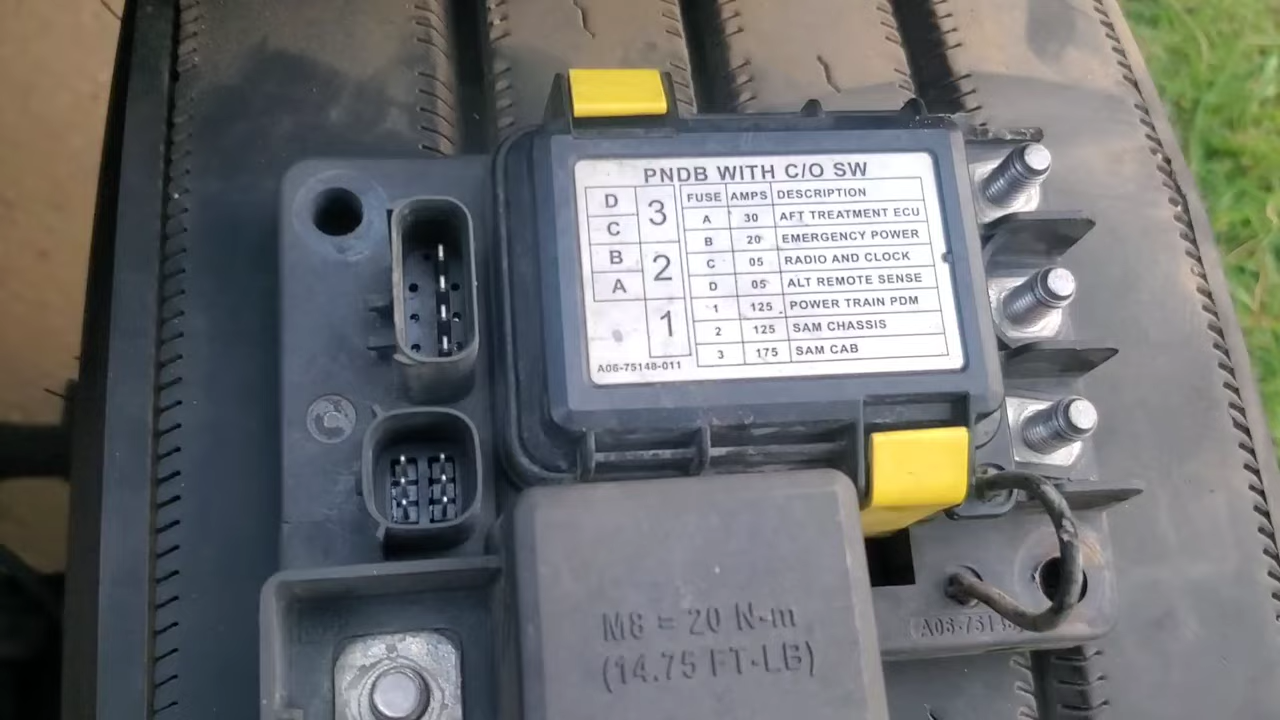 PNDB WITH C/O SW
D
C
B
A
3
2
1
FUSE AMPS DESCRIPTION
A 30 AFT TREATMENT ECU
B 20 EMERGENCY POWER
C 05 RADIO AND CLOCK
D 05 ALT REMOTE SENSE
1 125 POWER TRAIN PDM
2 125 SAM CHASSIS
3 175 SAM CAB
A06-75148-011
M8 = 20 N-m
(14.75 FT-LB)